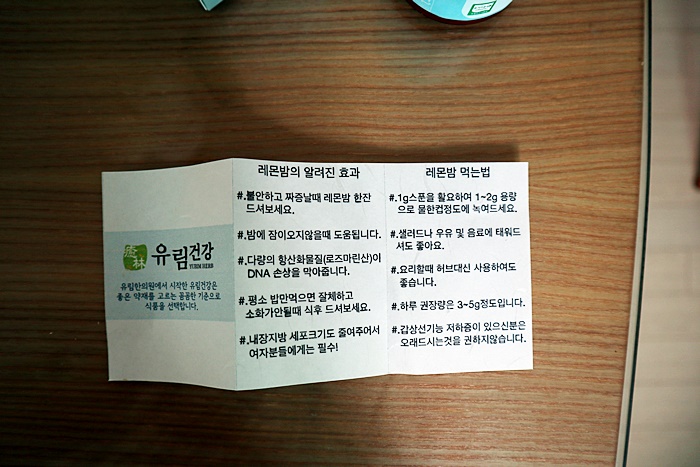 癒林
유림건강
YURIM HERB
유림한의원에서 시작한 유림건강은
좋은 약재를 고르는 꼼꼼한 기준으로
식품을 선택합니다.
레몬밤의 알려진 효과
#.불안하고 짜증날때 레몬밤 한잔
드셔보세요.
#.밤에 잠이오지않을때 도움됩니다.
#.다량의 항산화물질(로즈마린산)이
DNA 손상을 막아줍니다.
#.평소 밥만먹으면 잘체하고
소화가안될때 식후 드셔보세요.
#.내장지방 세포크기도 줄여주어서
여자분들에게는 필수!
레몬밤 먹는법
#.1g스푼을 활요하여 1~2g 용량
으로 물한컵정도에 녹여드세요.
#.샐러드나 우유 및 음료에 태워드
셔도 좋아요.
#.요리할때 허브대신 사용하여도
좋습니다.
#.하루 권장량은 3~5g정도입니다.
#.갑상선기능 저하증이 있으신분은
오래드시는것을 권하지않습니다.